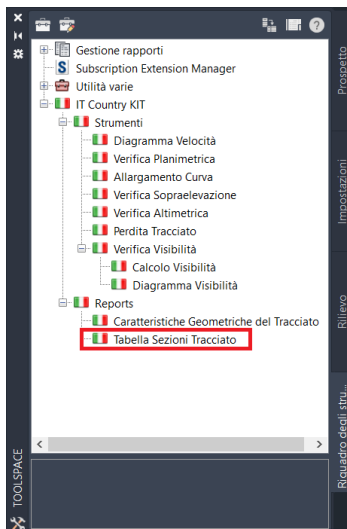 Gestione rapporti
Subscription Extension Manager
Utilità varie
IT Country KIT
Strumenti
Diagramma Velocità
Verifica Planimetrica
Allargamento Curva
Verifica Sopraelevazione
Verifica Altimetrica
Perdita Tracciato
Verifica Visibilità
Calcolo Visibilità
Diagramma Visibilità
Reports
Caratteristiche Geometriche del Tracciato
Tabella Sezioni Tracciato
Prospetto
Impostazioni
Rilievo
Riquadro degli stru...
TOOLSPACE